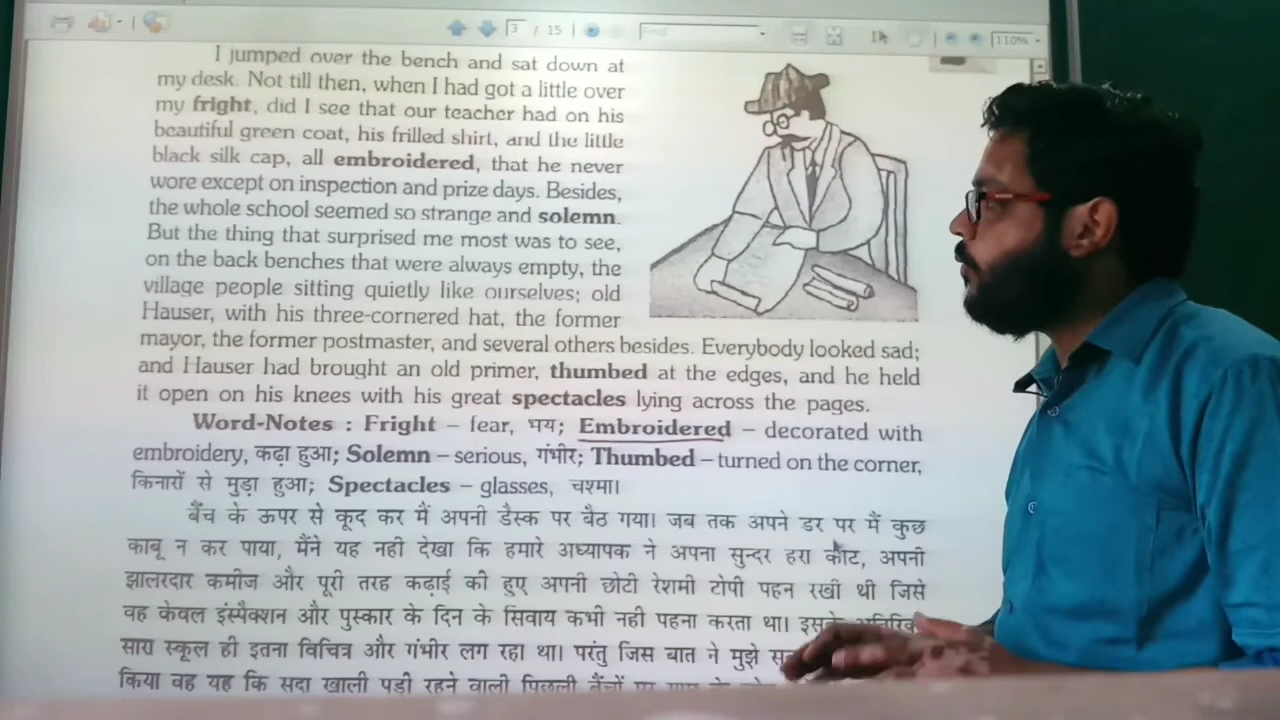 3 / 15
Find
110%
I jumped over the bench and sat down at
my desk. Not till then, when I had got a little over
my fright, did I see that our teacher had on his
beautiful green coat, his frilled shirt, and the little
black silk cap, all embroidered, that he never
wore except on inspection and prize days. Besides,
the whole school seemed so strange and solemn.
But the thing that surprised me most was to see,
on the back benches that were always empty, the
village people sitting quietly like ourselves; old
Hauser, with his three-cornered hat, the former
mayor, the former postmaster, and several others besides. Everybody looked sad;
and Hauser had brought an old primer, thumbed at the edges, and he held
it open on his knees with his great spectacles lying across the pages.
Word-Notes : Fright – fear, भय; Embroidered – decorated with
embroidery, कढ़ा हुआ; Solemn – serious, गंभीर; Thumbed – turned on the corner,
किनारों से मुड़ा हुआ; Spectacles – glasses, चश्मा।
बैंच के ऊपर से कूद कर मैं अपनी डैस्क पर बैठ गया। जब तक अपने डर पर मैं कुछ
काबू न कर पाया, मैंने यह नही देखा कि हमारे अध्यापक ने अपना सुन्दर हरा कोट, अपनी
झालरदार कमीज और पूरी तरह कढ़ाई की हुए अपनी छोटी रेशमी टोपी पहन रखी थी जिसे
वह केवल इंस्पैक्शन और पुस्कार के दिन के सिवाय कभी नही पहना करता था।
सारा स्कूल ही इतना विचित्र और गंभीर लग रहा था। परंतु जिस बात ने मुझे
किया वह यह कि सदा खाली पड़ी रहने वाली पिछली बैंचों पर